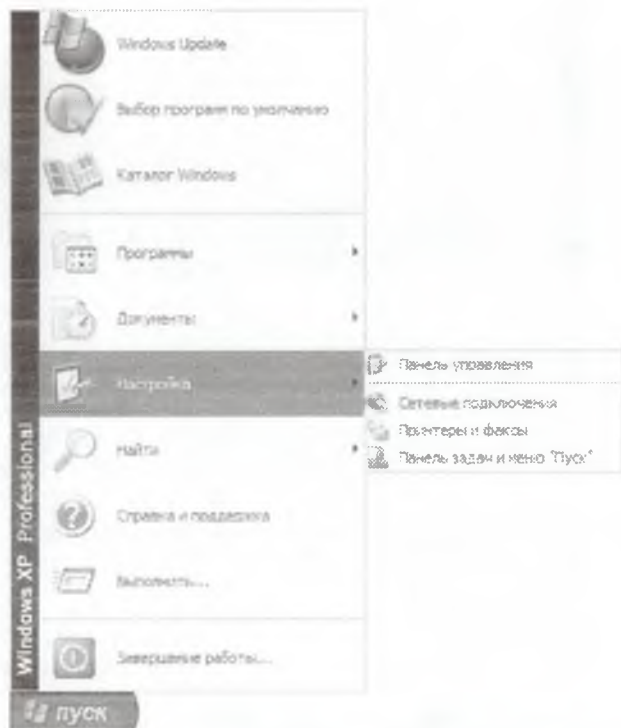 Windows Update
Выбор программ по умолчанию
Каталог Windows
Программы
Документы
Настройка
Панель управления
Сетевые подключения
Принтеры и факсы
Панель задач и меню "Пуск"
Найти
Справка и поддержка
Выполнить...
Завершение работы...
Windows XP Professional
пуск